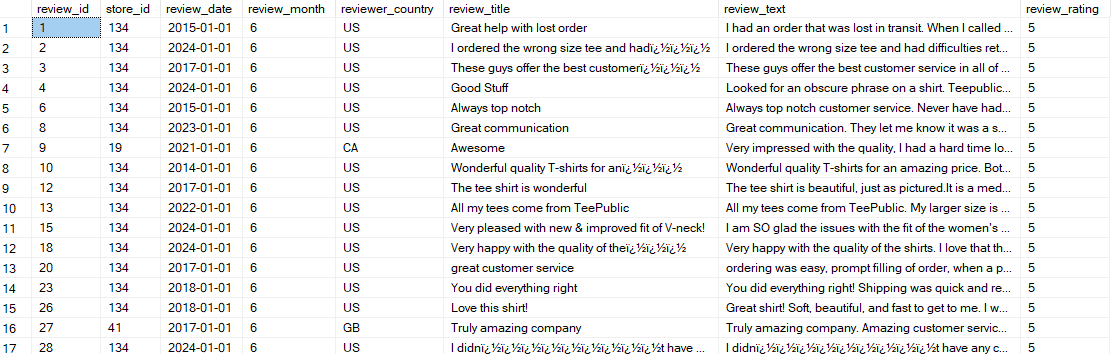 review_id store_id review_date review_month reviewer_country review_title review_text review_rating
1 1 134 2015-01-01 6 US Great help with lost order I had an order that was lost in transit. When I called ... 5
2 2 134 2024-01-01 6 US I ordered the wrong size tee and hadï¿½ï¿½ï¿½ I ordered the wrong size tee and had difficulties ret... 5
3 3 134 2017-01-01 6 US These guys offer the best customerï¿½ï¿½ï¿½ These guys offer the best customer service in all of ... 5
4 4 134 2024-01-01 6 US Good Stuff Looked for an obscure phrase on a shirt. Teepublic... 5
5 6 134 2015-01-01 6 US Always top notch Always top notch customer service. Never have had... 5
6 8 134 2023-01-01 6 US Great communication Great communication. They let me know it was a s... 5
7 9 19 2021-01-01 6 CA Awesome Very impressed with the quality, I had a hard time lo... 5
8 10 134 2014-01-01 6 US Wonderful quality T-shirts for anï¿½ï¿½ï¿½ Wonderful quality T-shirts for an amazing price. Bot... 5
9 12 134 2017-01-01 6 US The tee shirt is wonderful The tee shirt is beautiful, just as pictured.It is a med... 5
10 13 134 2022-01-01 6 US All my tees come from TeePublic All my tees come from TeePublic. My larger size is ... 5
11 15 134 2024-01-01 6 US Very pleased with new & improved fit of V-neck! I am SO glad the issues with the fit of the women's ... 5
12 18 134 2024-01-01 6 US Very happy with the quality of theï¿½ï¿½ï¿½ Very happy with the quality of the shirts. I love that th... 5
13 20 134 2017-01-01 6 US great customer service ordering was easy, prompt filling of order, when a p... 5
14 23 134 2018-01-01 6 US You did everything right You did everything right! Shipping was quick and re... 5
15 26 134 2018-01-01 6 US Love this shirt! Great shirt! Soft, beautiful, and fast to get to me. I w... 5
16 27 41 2017-01-01 6 GB Truly amazing company Truly amazing company. Amazing customer servic... 5
17 28 134 2024-01-01 6 US I didnï¿½ï¿½ï¿½ï¿½ï¿½ï¿½ï¿½ï¿½ï¿½t have ... I didnï¿½ï¿½ï¿½ï¿½ï¿½ï¿½ï¿½ï¿½ï¿½t have any c... 5